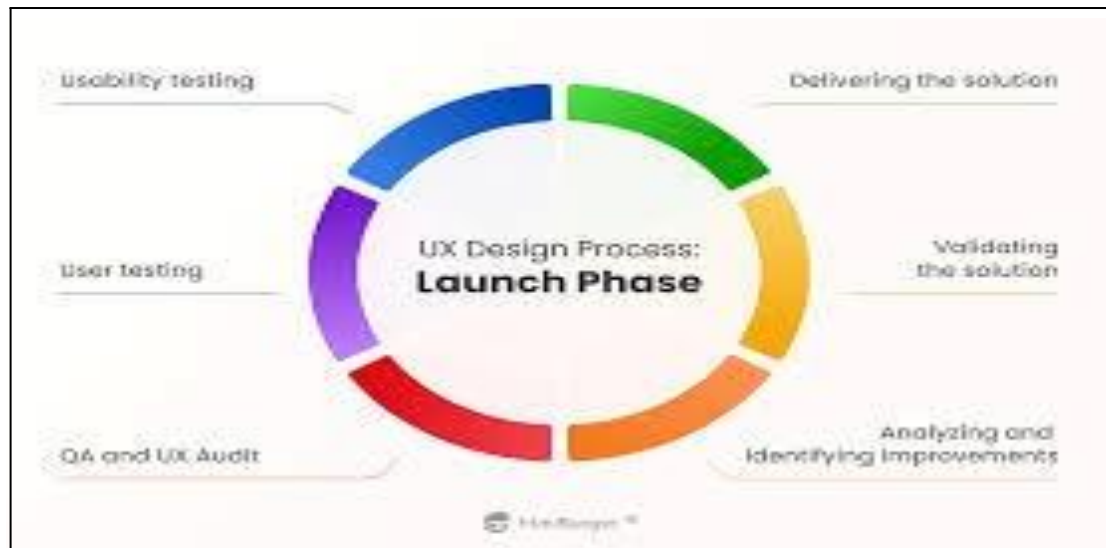 Usability testing
Delivering the solution
UX Design Process:
Launch Phase
User testing
Validating
the solution
QA and UX Audit
Analyzing and
Identifying Improvements